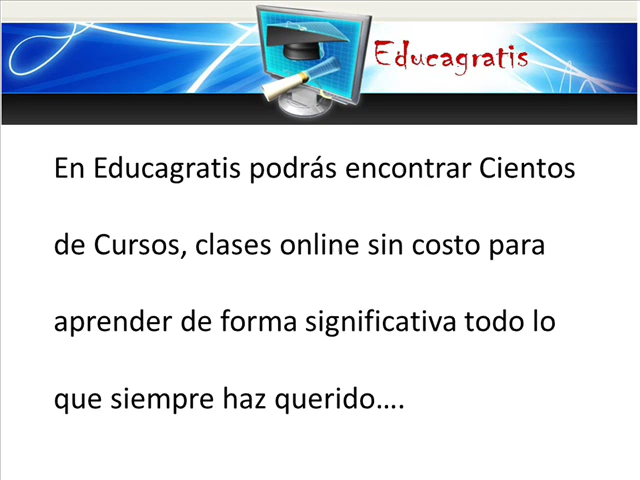 Educagratis
En Educagratis podrás encontrar Cientos
de Cursos, clases online sin costo para
aprender de forma significativa todo lo
que siempre haz querido....